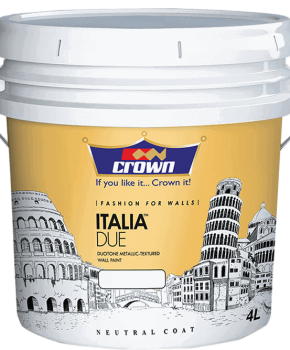 CROWN
If you like it... Crown it!
[FASHION FOR WALLS]
ITALIA™
DUE
DUOTONE METALLIC-TEXTURED
WALL PAINT
4L
NEUTRAL COAT